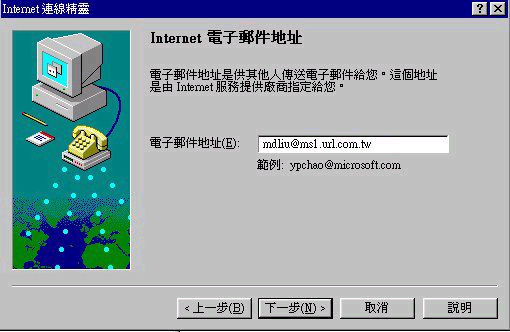 Internet 連線精靈
Internet 電子郵件地址
電子郵件地址是供其他人傳送電子郵件給您。這個地址
是由 Internet 服務提供廠商指定給您。
電子郵件地址(E): mdliu@ms1.url.com.tw
範例: ypchao@microsoft.com
<上一步(B) 下一步(N)> 取消 說明